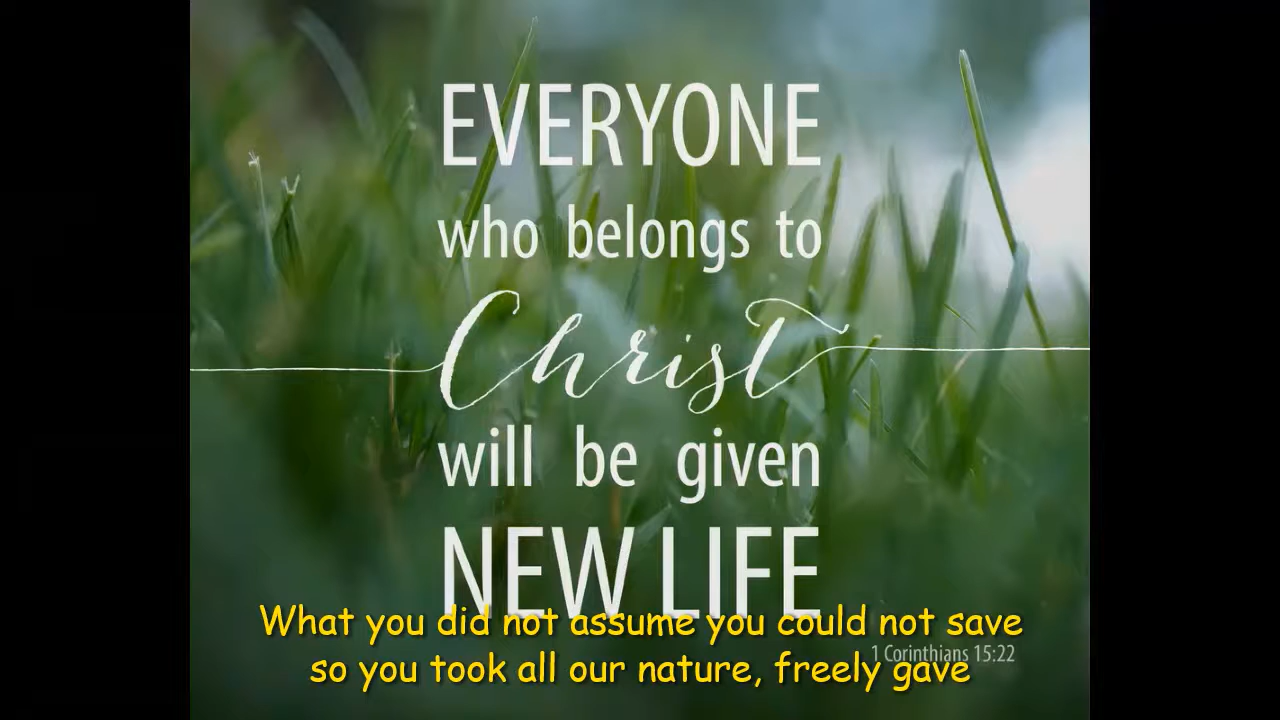 EVERYONE
who belongs to
Christ
will be given
NEW LIFE
What you did not assume you could not save
1 Corinthians 15:22
so you took all our nature, freely gave